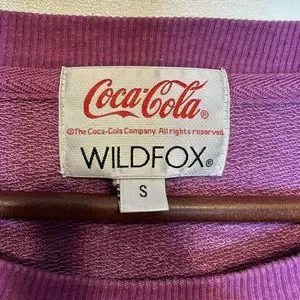 Coca-Cola®
©The Coca-Cola Company. All rights reserved.
WILDFOX®
S